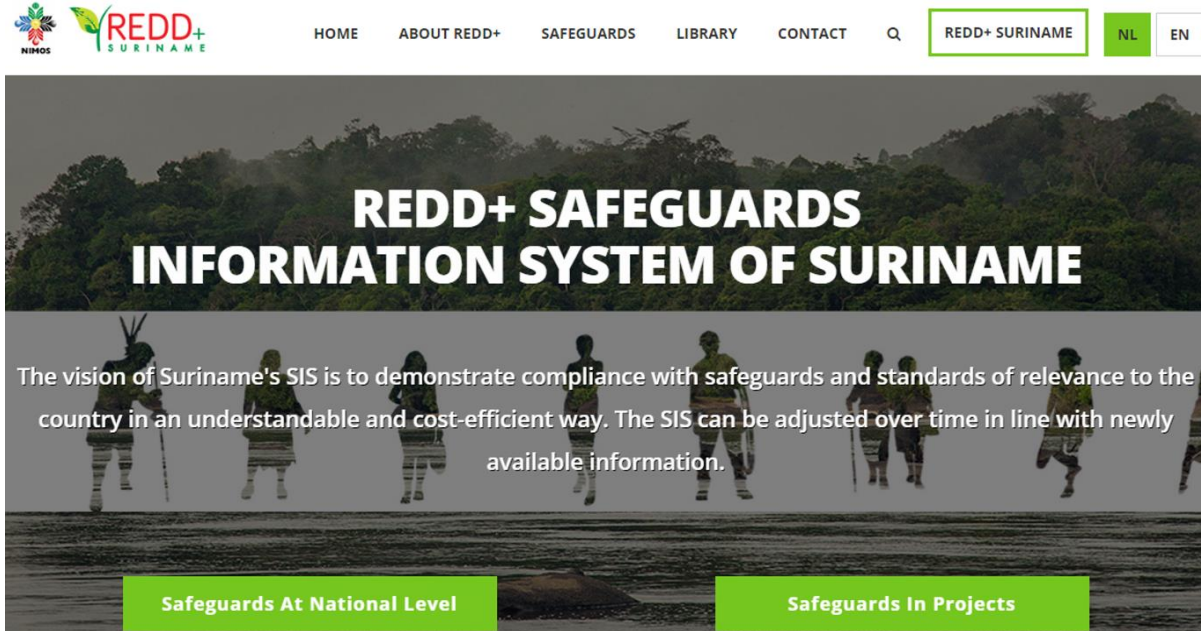 NIMOS
REDD+
SURINAME
HOME ABOUT REDD+ SAFEGUARDS LIBRARY CONTACT REDD+ SURINAME NL EN
REDD+ SAFEGUARDS
INFORMATION SYSTEM OF SURINAME
The vision of Suriname's SIS is to demonstrate compliance with safeguards and standards of relevance to the
country in an understandable and cost-efficient way. The SIS can be adjusted over time in line with newly
available information.
Safeguards At National Level Safeguards In Projects